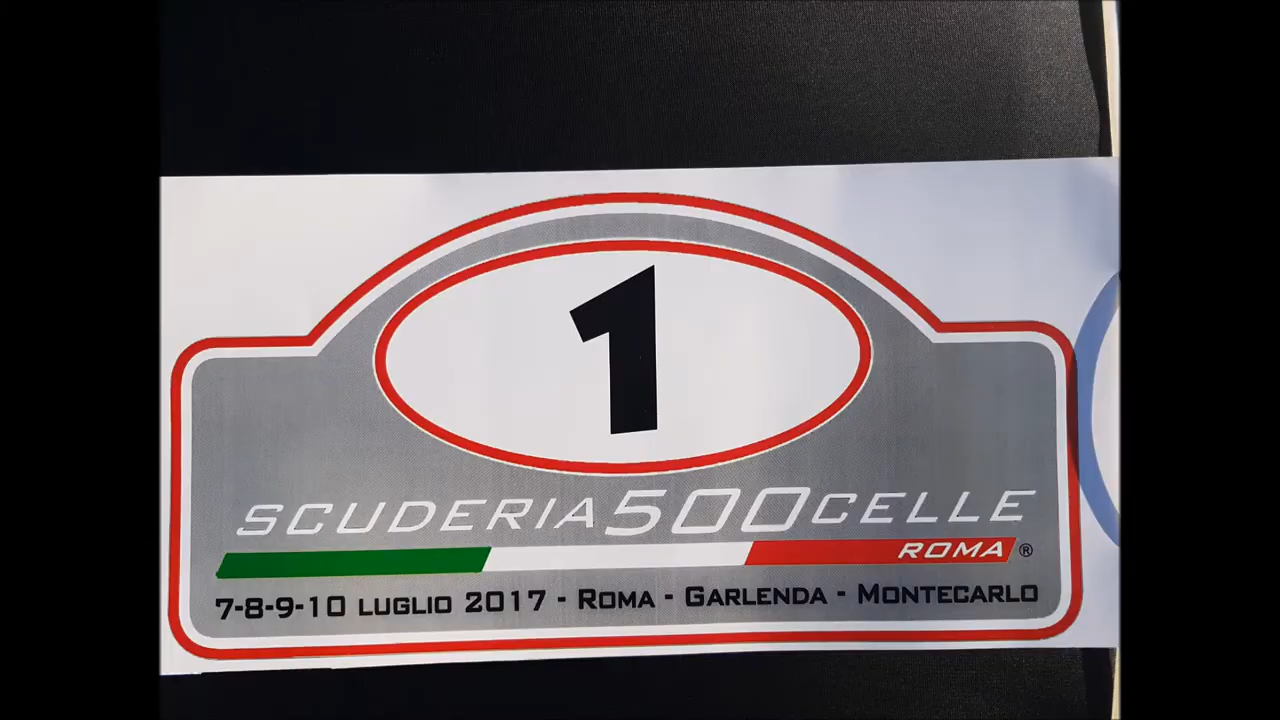 1
SCUDERIA500CELLE
ROMA ®
7-8-9-10 LUGLIO 2017 - ROMA - GARLENDA - MONTECARLO